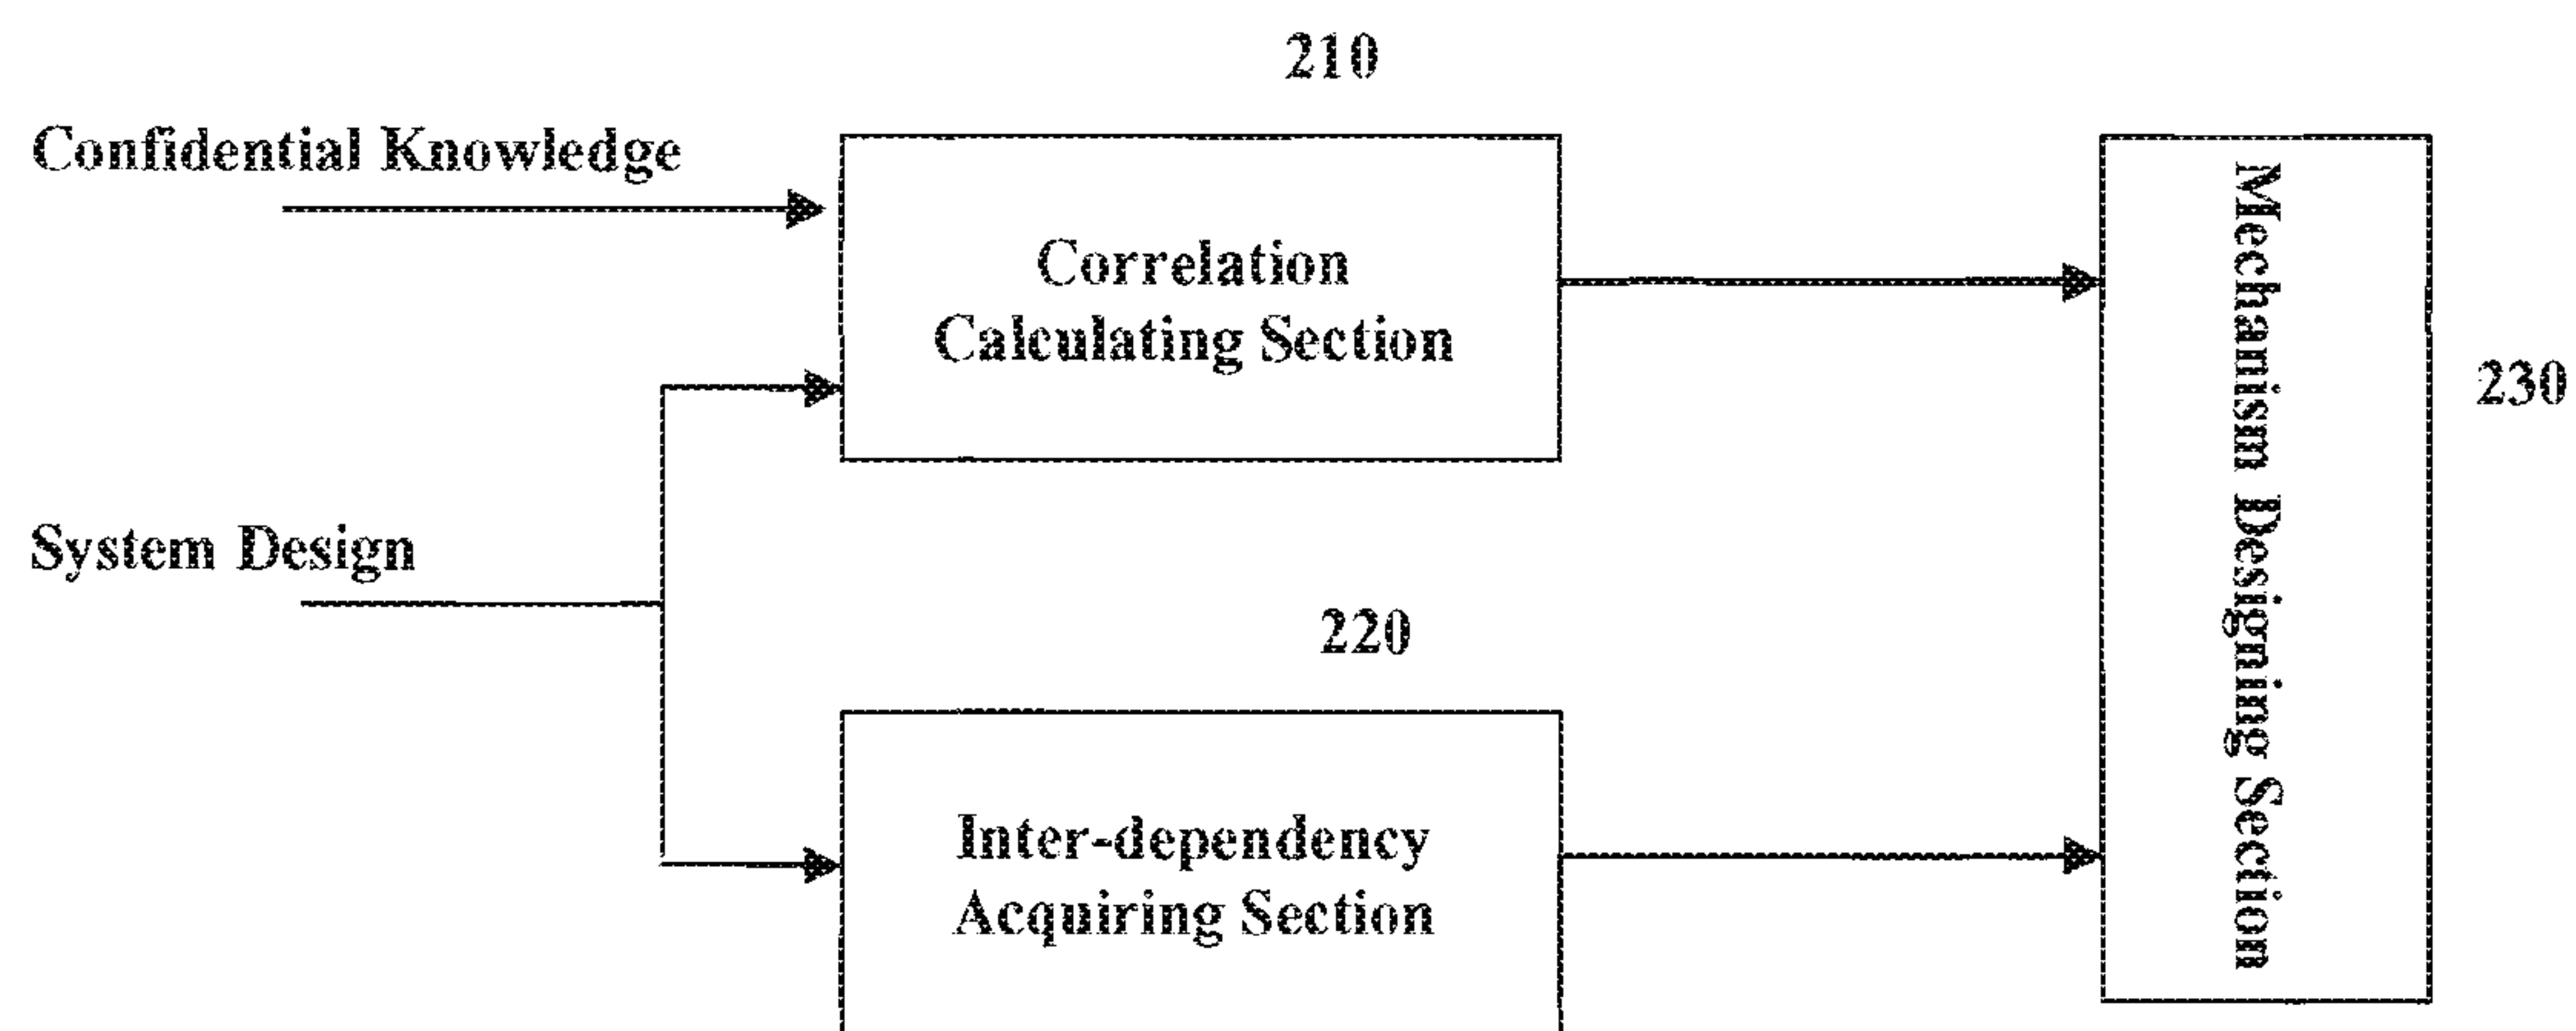 210
Confidential Knowledge
Correlation
Calculating Section
Mechanism Designing Section
230
System Design
220
Inter-dependency
Acquiring Section